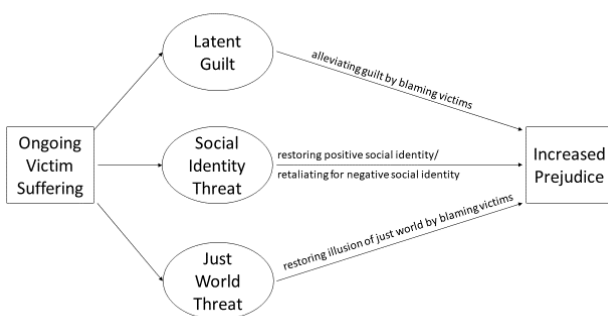 Latent
Guilt
alleviating guilt by blaming victims
Ongoing
Victim
Suffering
Social
Identity
Threat
restoring positive social identity/
retaliating for negative social identity
Increased
Prejudice
Just
World
Threat
restoring illusion of just world by blaming victims